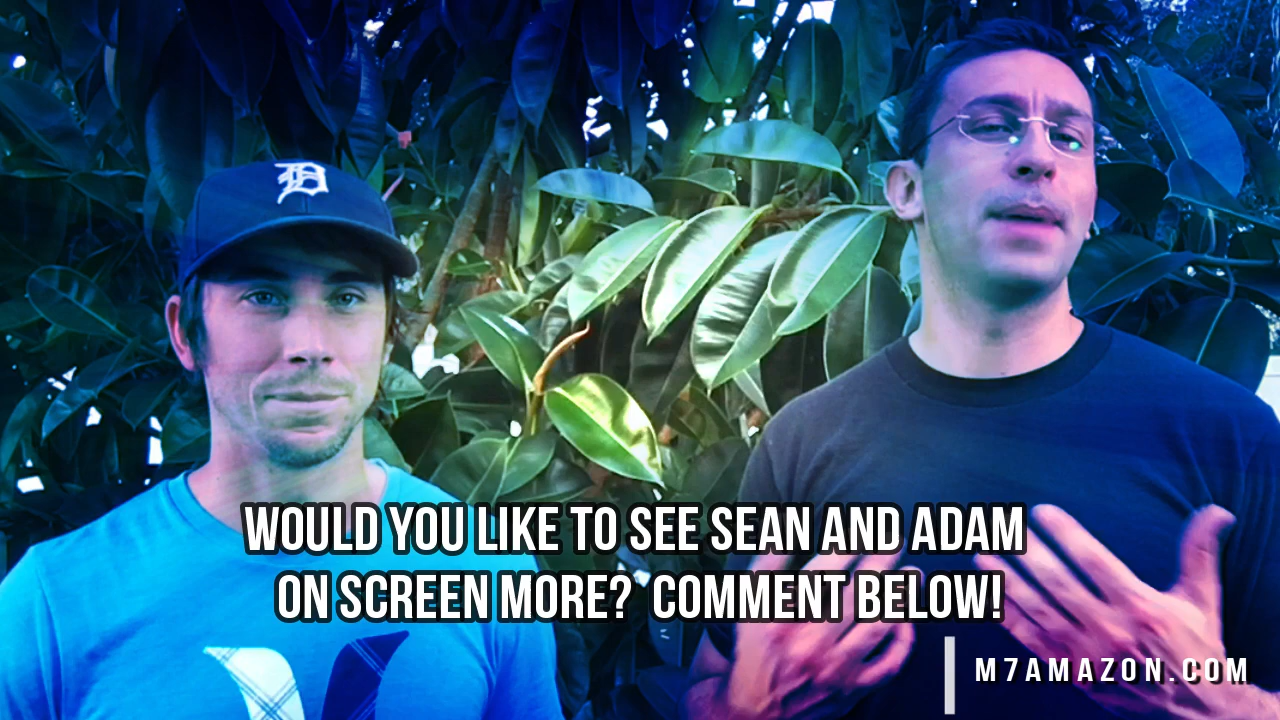 D
WOULD YOU LIKE TO SEE SEAN AND ADAM
ON SCREEN MORE?  COMMENT BELOW!
M7AMAZON.COM